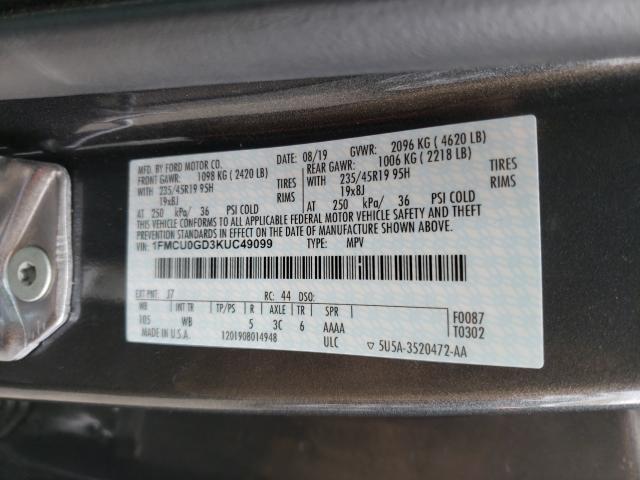 MFD. BY FORD MOTOR CO. 08/19 GVWR: 2096 KG ( 4620 LB)
FRONT GAWR: 1098 KG ( 2420 LB) REAR GAWR: 1006 KG ( 2218 LB)
WITH 235/45R19 95H TIRES WITH 235/45R19 95H TIRES
19x8J RIMS 19x8J RIMS
AT 250 kPa/ 36 PSI COLD AT 250 kPa/ 36 PSI COLD
THIS VEHICLE CONFORMS TO ALL APPLICABLE FEDERAL MOTOR VEHICLE SAFETY AND THEFT
PREVENTION STANDARDS IN EFFECT ON THE DATE OF MANUFACTURE SHOWN ABOVE.
VIN: 1FMCU0GD3KUC49099 TYPE: MPV
EXT PNT: J7 RC: 44 DSO: F0087
WB INT TR TP/PS R AXLE TR SPR T0302
105 WB 5 3C 6 AAAA
MADE IN U.S.A. 1201908014948 ULC ▽ 5U5A-3520472-AA